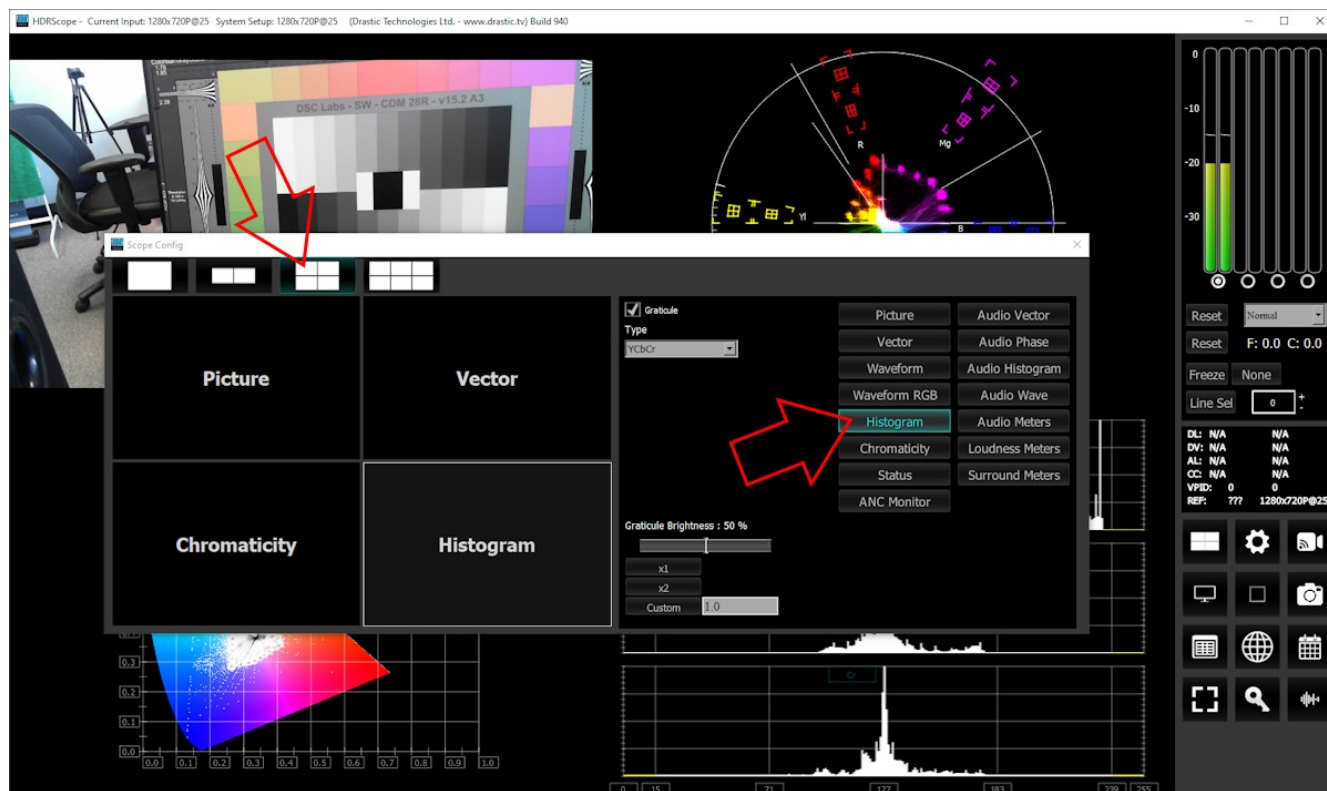 HDRScope - Current Input: 1280x720P@25 System Setup: 1280x720P@25 (Drastic Technologies Ltd. - www.drastic.tv) Build 940
DSC Labs - SW - CDM 28R - v15.2 A3
R
Mg
Yl
B
0
-10
-20
-30
Scope Config
Picture
Vector
Chromaticity
Histogram
Graticule
Type
YCbCr
Graticule Brightness : 50 %
x1
x2
Custom 1.0
Picture Audio Vector
Vector Audio Phase
Waveform Audio Histogram
Waveform RGB Audio Wave
Histogram Audio Meters
Chromaticity Loudness Meters
Status Surround Meters
ANC Monitor
Reset Normal
Reset F: 0.0 C: 0.0
Freeze None
Line Sel 0 + -
DL: N/A N/A
DV: N/A N/A
AL: N/A N/A
CC: N/A N/A
VPID: 0 0
REF: ??? 1280x720P@25
0.3
0.2
0.1
0.0
0.0 0.1 0.2 0.3 0.4 0.5 0.6 0.7 0.8 0.9 1.0
Cr
0 15 71 127 183 239 255